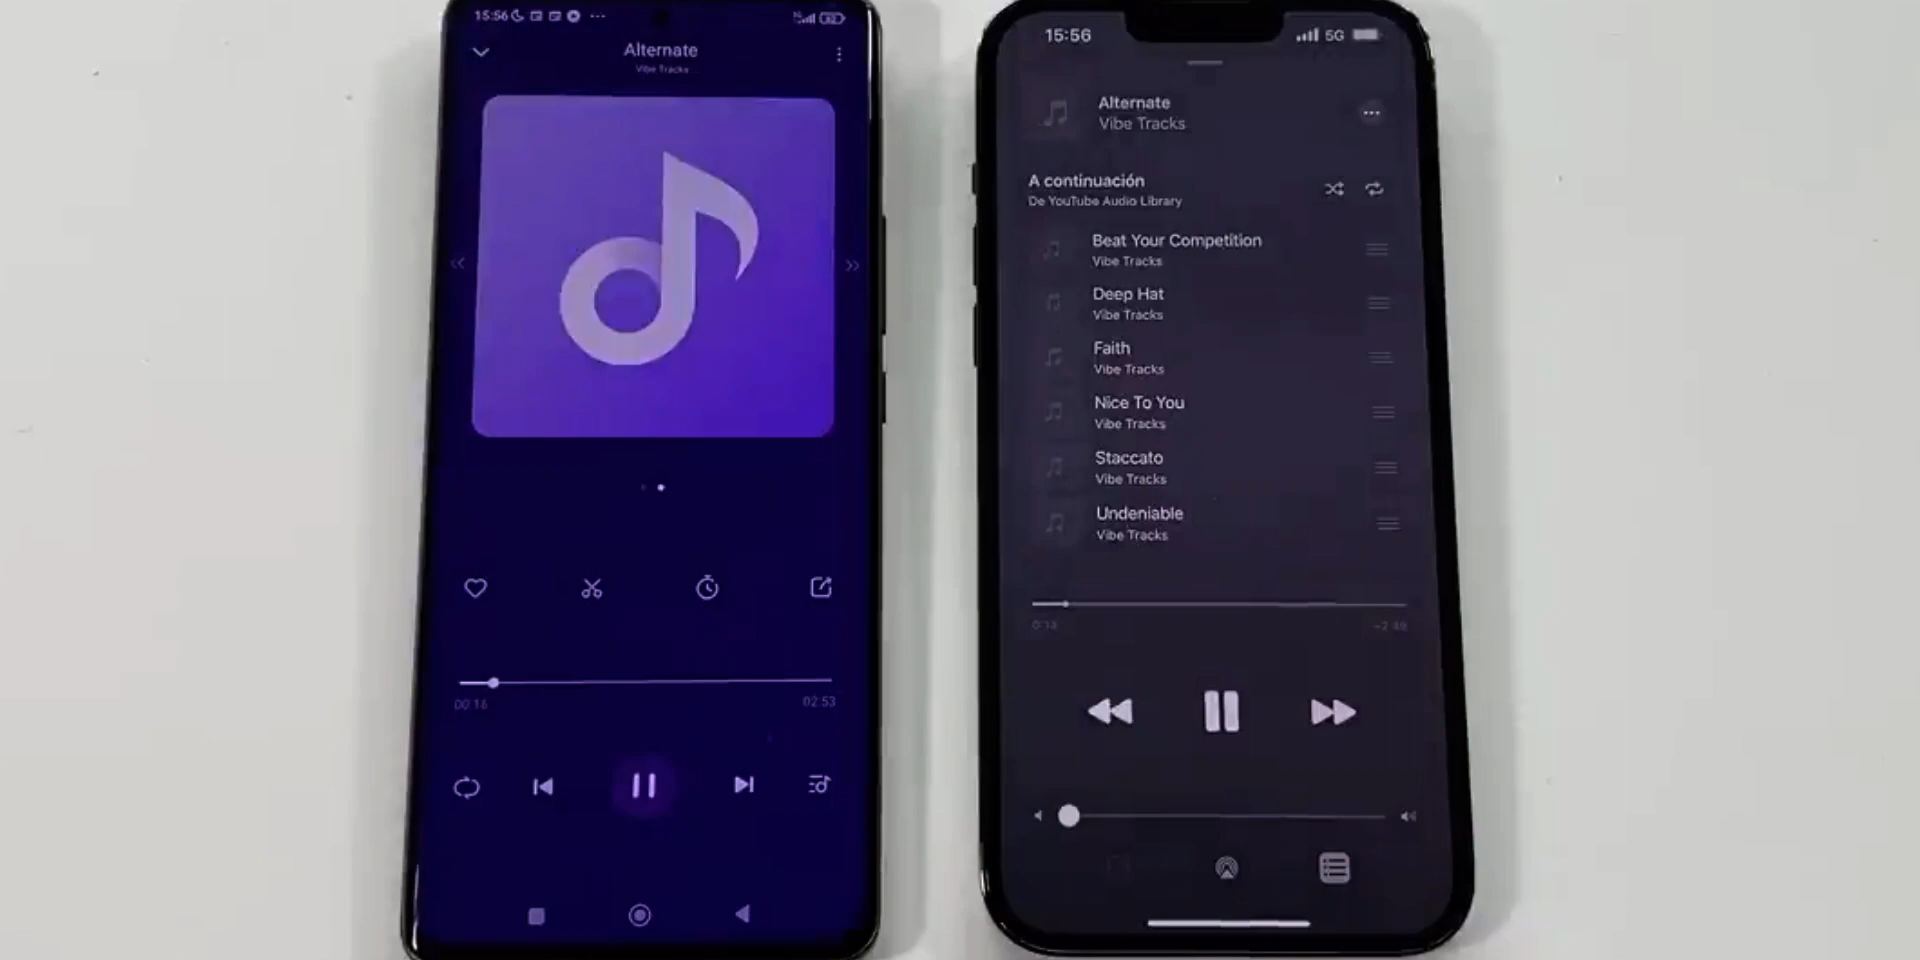 15:56
Alternate
Vibe Tracks
00:16
02:53
15:56
5G
Alternate
Vibe Tracks
A continuación
De YouTube Audio Library
Beat Your Competition
Vibe Tracks
Deep Hat
Vibe Tracks
Faith
Vibe Tracks
Nice To You
Vibe Tracks
Staccato
Vibe Tracks
Undeniable
Vibe Tracks